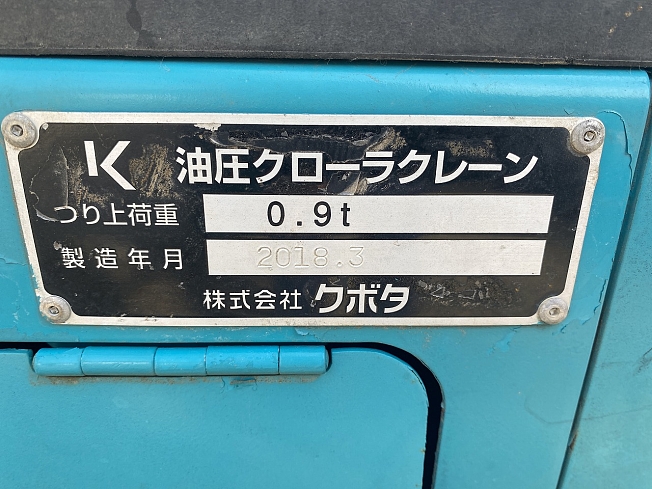 K 油圧クローラクレーン
つり上荷重 0.9t
製造年月 2018.3
株式会社 クボタ